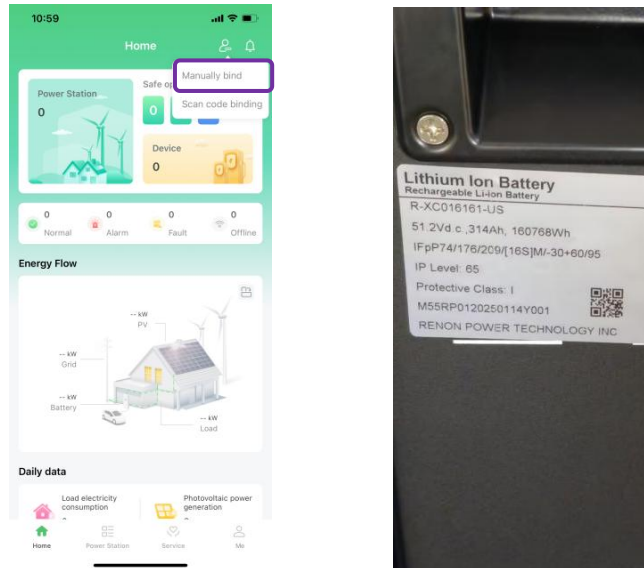 10:59
Home
Manually bind
Scan code binding
Power Station
0
Safe op
0
Device
0
0
Normal
0
Alarm
0
Fault
0
Offline
Energy Flow
-- kW
PV
-- kW
Grid
-- kW
Battery
-- kW
Load
Daily data
Load electricity
consumption
Photovoltaic power
generation
Home
Power Station
Service
Me
Lithium Ion Battery
Rechargeable Li-ion Battery
R-XC016161-US
51.2Vd.c.,314Ah, 160768Wh
IFpP74/176/209/[16S]M/-30+60/95
IP Level: 65
Protective Class: I
M55RP0120250114Y001
RENON POWER TECHNOLOGY INC